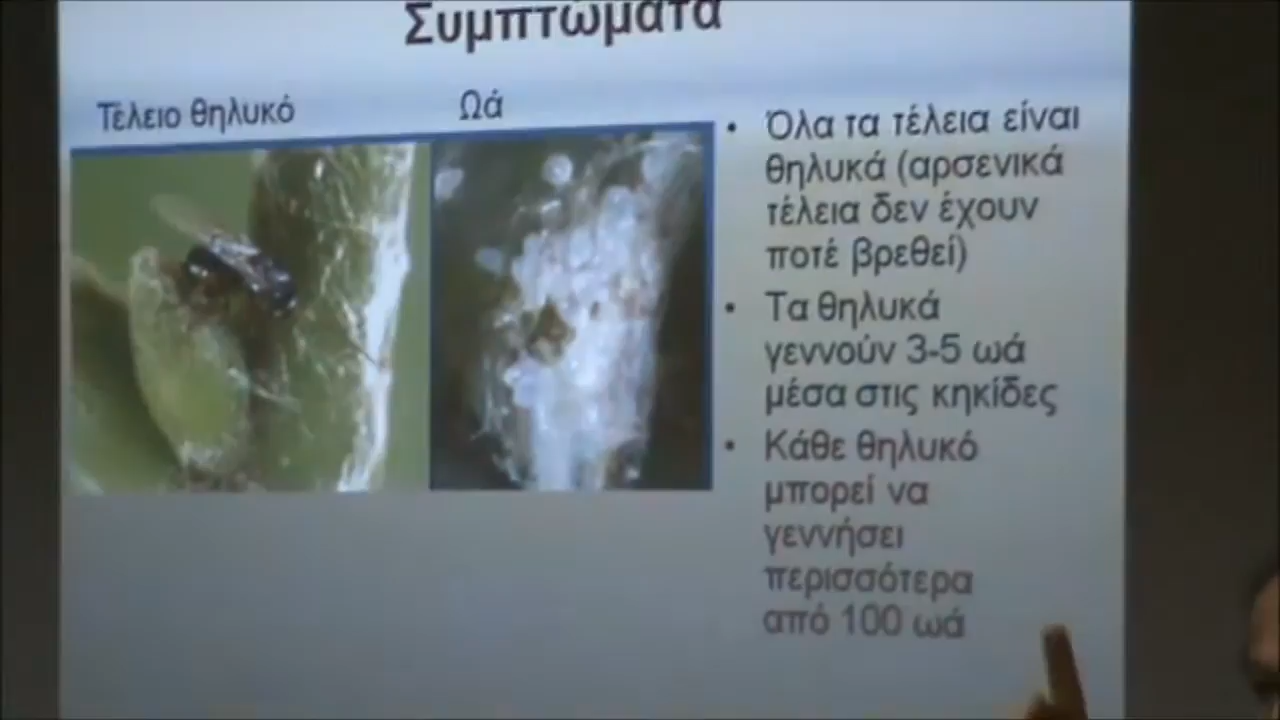 Συμπτώματα
Τέλειο θηλυκό
Ωά
• Όλα τα τέλεια είναι
θηλυκά (αρσενικά
τέλεια δεν έχουν
ποτέ βρεθεί)
• Τα θηλυκά
γεννούν 3-5 ωά
μέσα στις κηκίδες
• Κάθε θηλυκό
μπορεί να
γεννήσει
περισσότερα
από 100 ωά